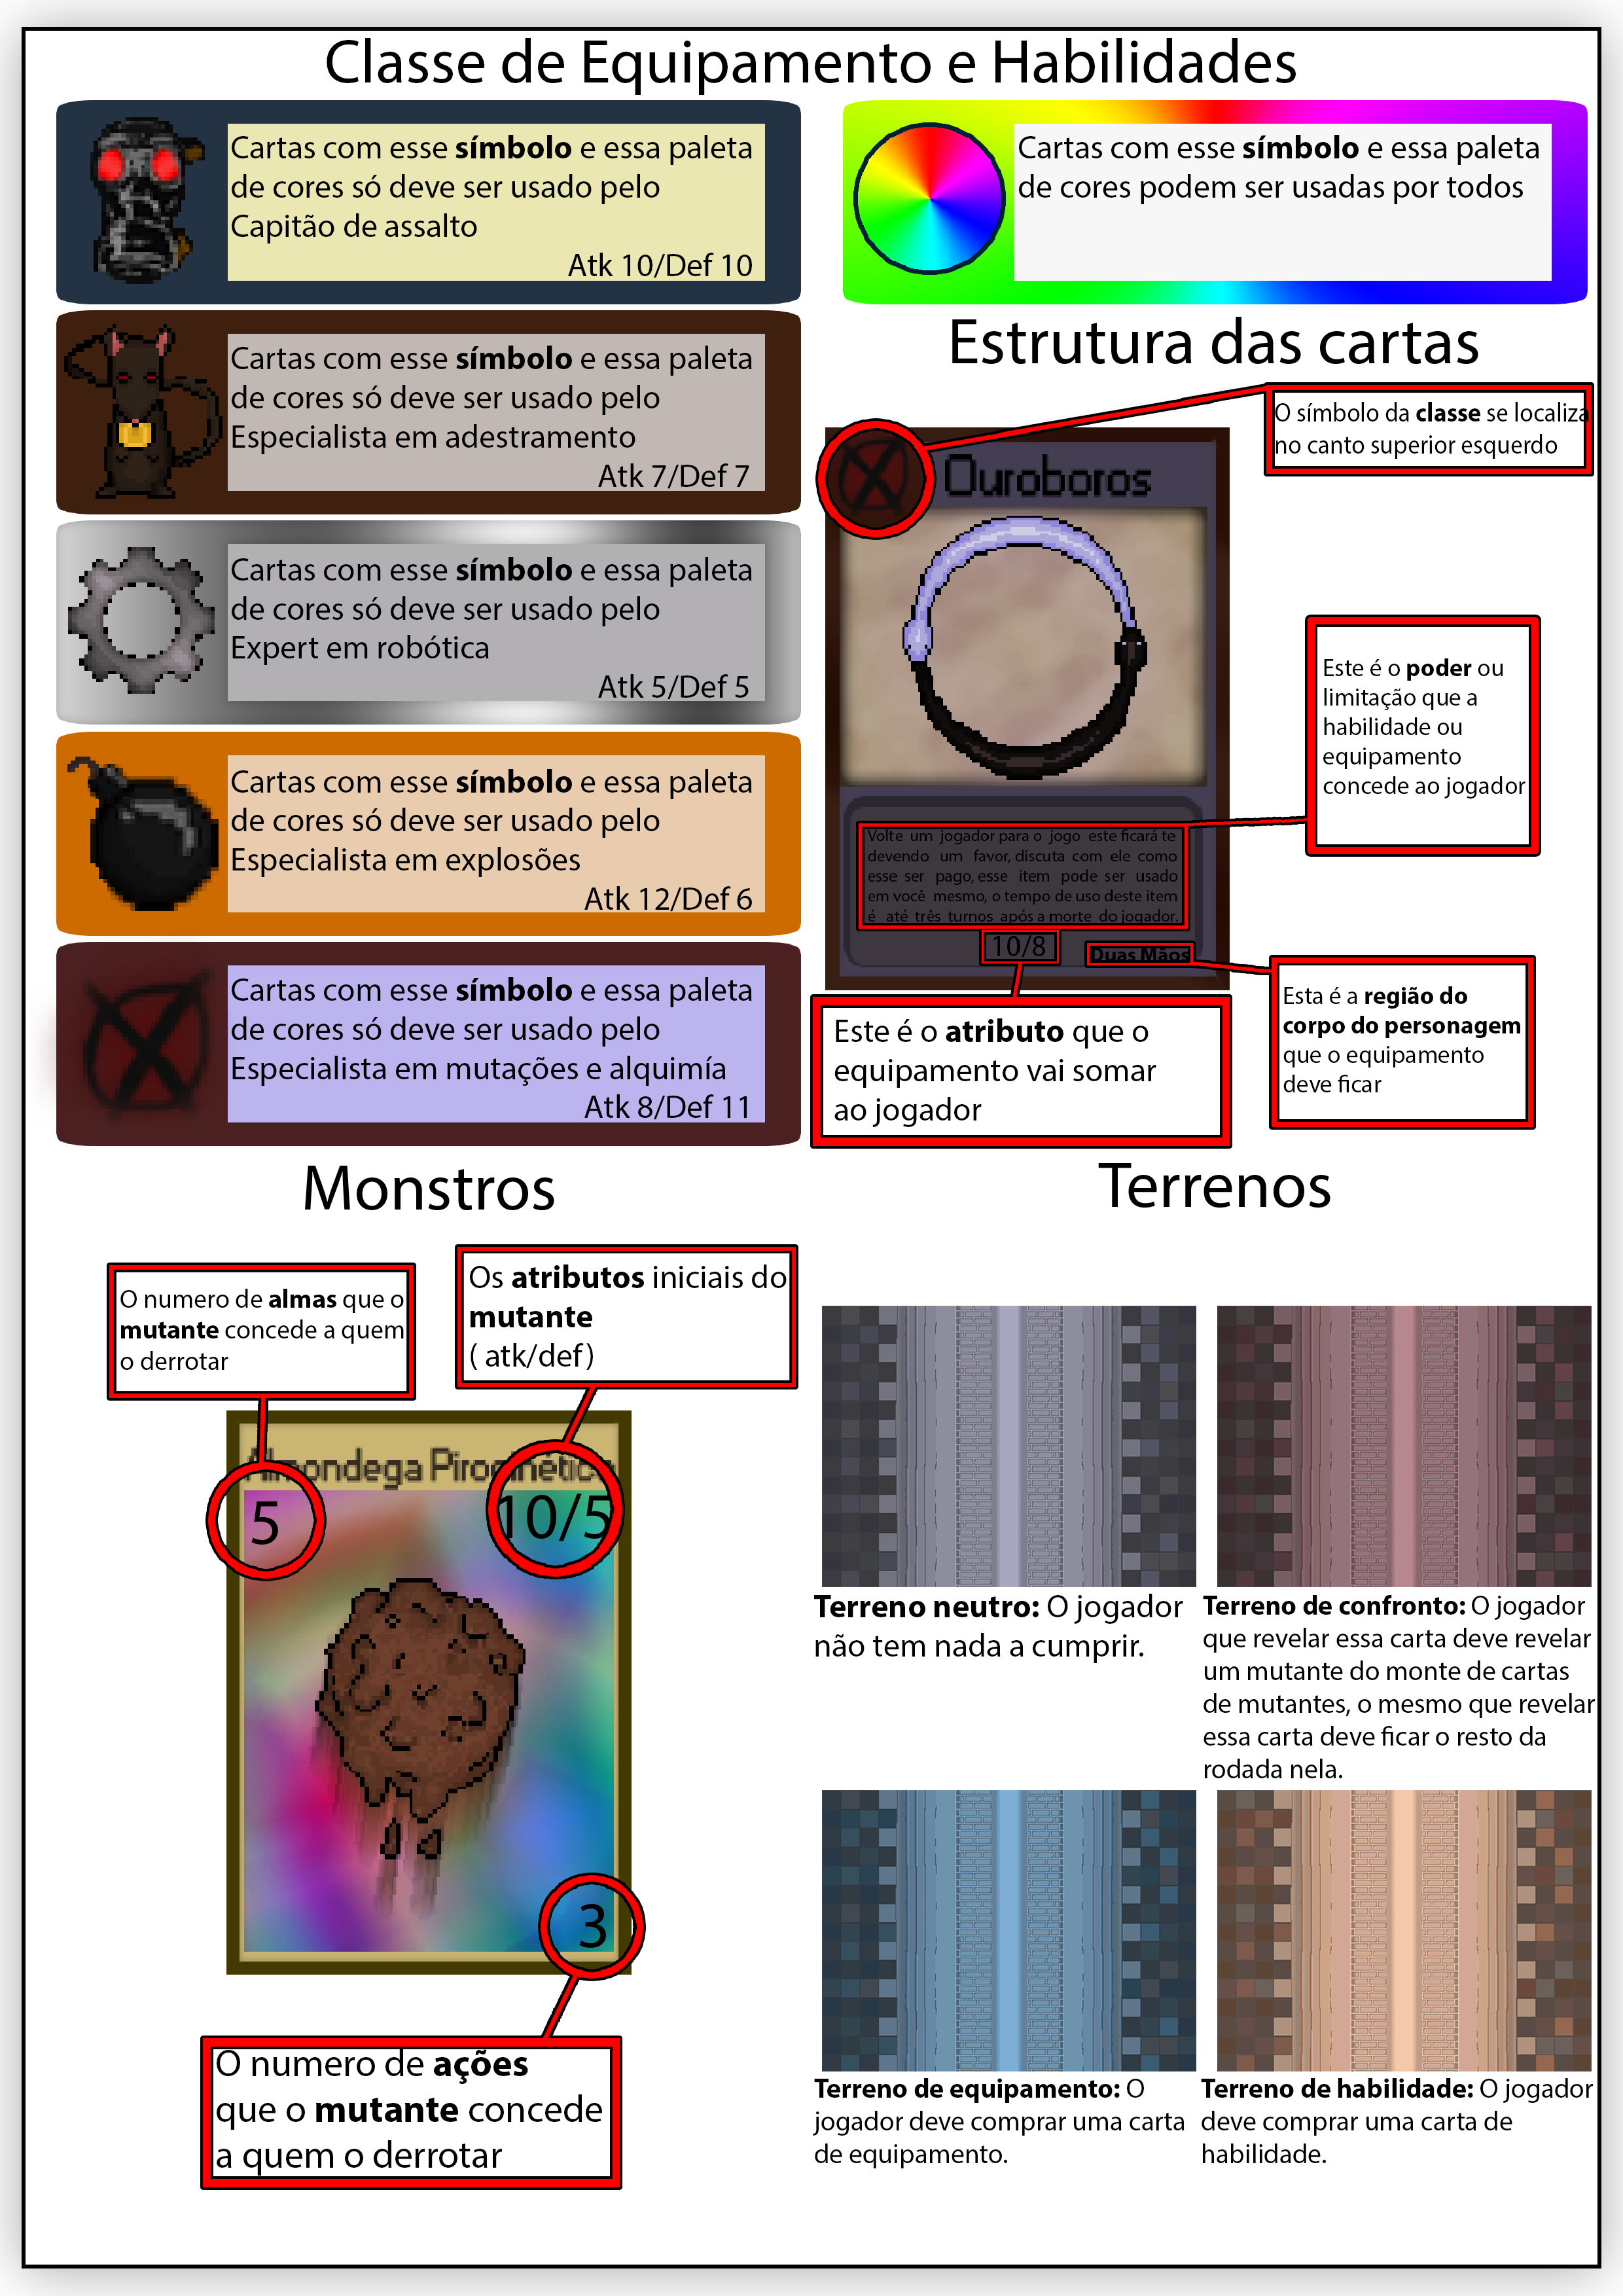 Classe de Equipamento e Habilidades
Cartas com esse símbolo e essa paleta
de cores só deve ser usado pelo
Capitão de assalto
Atk 10/Def 10
Cartas com esse símbolo e essa paleta
de cores só deve ser usado pelo
Especialista em adestramento
Atk 7/Def 7
Cartas com esse símbolo e essa paleta
de cores só deve ser usado pelo
Expert em robótica
Atk 5/Def 5
Cartas com esse símbolo e essa paleta
de cores só deve ser usado pelo
Especialista em explosões
Atk 12/Def 6
Cartas com esse símbolo e essa paleta
de cores só deve ser usado pelo
Especialista em mutações e alquimía
Atk 8/Def 11
Cartas com esse símbolo e essa paleta
de cores podem ser usadas por todos
Estrutura das cartas
O símbolo da classe se localiza
no canto superior esquerdo
Ouroboros
Este é o poder ou
limitação que a
habilidade ou
equipamento
concede ao jogador
Volte um jogador para o jogo este ficará te
devendo um favor, discuta com ele como
esse ser pago, esse item pode ser usado
em você mesmo, o tempo de uso deste item
é até três turnos após a morte do jogador.
10/8
Duas Mãos
Este é o atributo que o
equipamento vai somar
ao jogador
Esta é a região do
corpo do personagem
que o equipamento
deve ficar
Monstros
O numero de almas que o
mutante concede a quem
o derrotar
Os atributos iniciais do
mutante
( atk/def)
Almondega
5
10/5
3
O numero de ações
que o mutante concede
a quem o derrotar
Terrenos
Terreno neutro: O jogador
não tem nada a cumprir.
Terreno de confronto: O jogador
que revelar essa carta deve revelar
um mutante do monte de cartas
de mutantes, o mesmo que revelar
essa carta deve ficar o resto da
rodada nela.
Terreno de equipamento: O
jogador deve comprar uma carta
de equipamento.
Terreno de habilidade: O jogador
deve comprar uma carta de
habilidade.